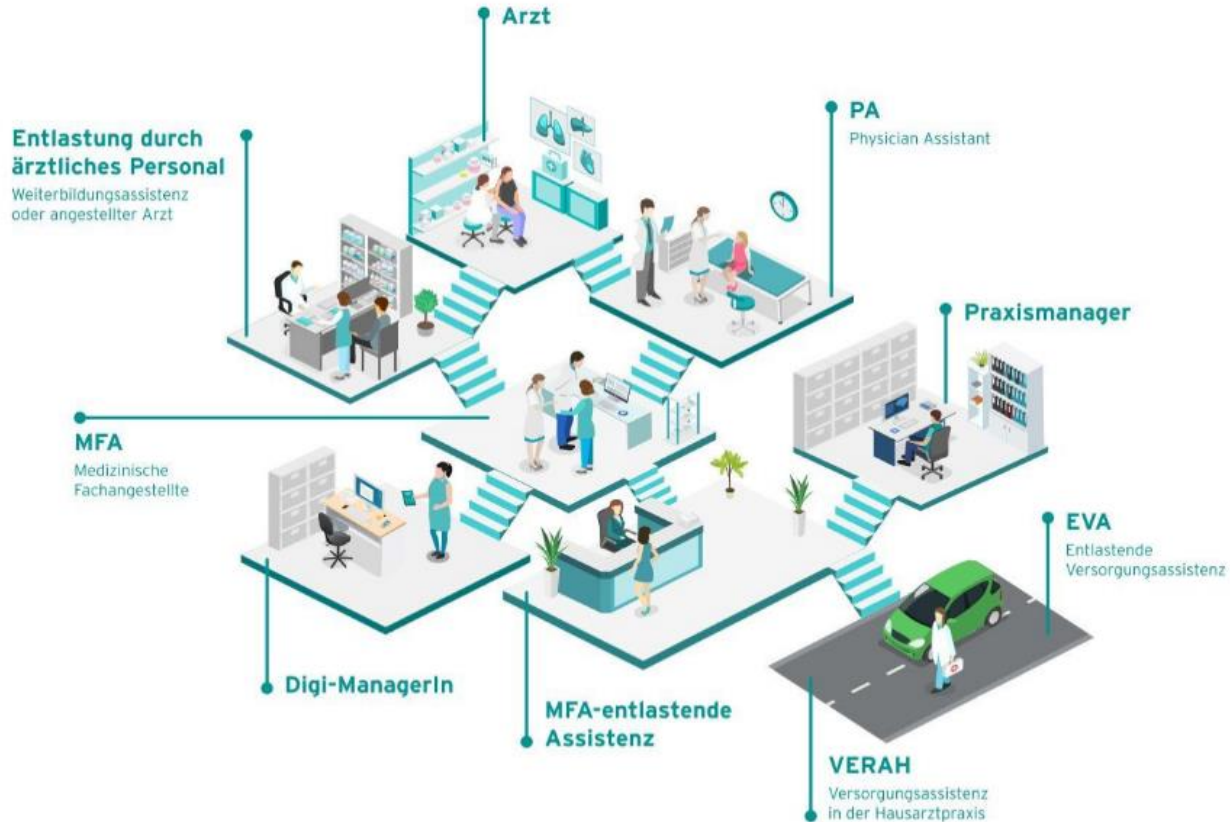 Arzt
PA
Physician Assistant
Entlastung durch
ärztliches Personal
Weiterbildungsassistenz
oder angestellter Arzt
Praxismanager
MFA
Medizinische
Fachangestellte
EVA
Entlastende
Versorgungsassistenz
Digi-ManagerIn
MFA-entlastende
Assistenz
VERAH
Versorgungsassistenz
in der Hausarztpraxis